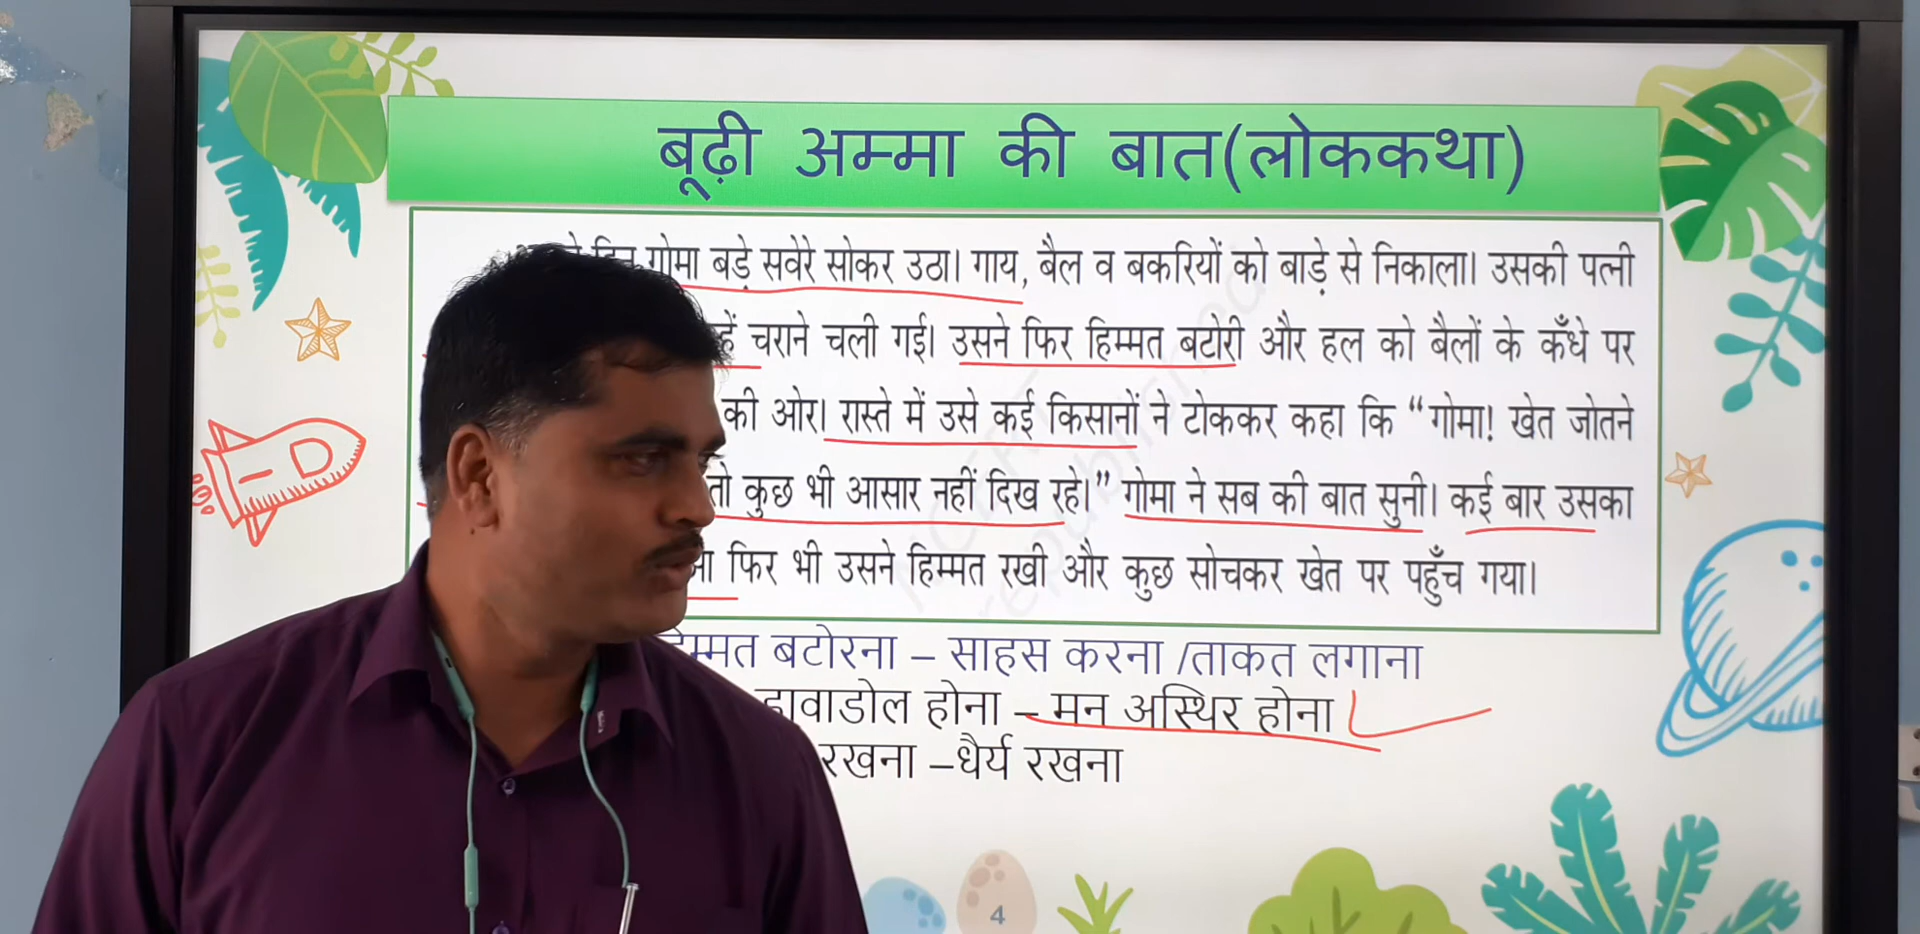 बूढ़ी अम्मा की बात(लोककथा)
गोमा बड़े सवेरे सोकर उठा। गाय, बैल व बकरियों को बाड़े से निकाला। उसकी पत्नी
चराने चली गई। उसने फिर हिम्मत बटोरी और हल को बैलों के कँधे पर
की ओर। रास्ते में उसे कई किसानों ने टोककर कहा कि “गोमा! खेत जोतने
तो कुछ भी आसार नहीं दिख रहे।” गोमा ने सब की बात सुनी। कई बार उसका
फिर भी उसने हिम्मत रखी और कुछ सोचकर खेत पर पहुँच गया।
हिम्मत बटोरना – साहस करना /ताकत लगाना
होना – मन अस्थिर होना
रखना –धैर्य रखना
4